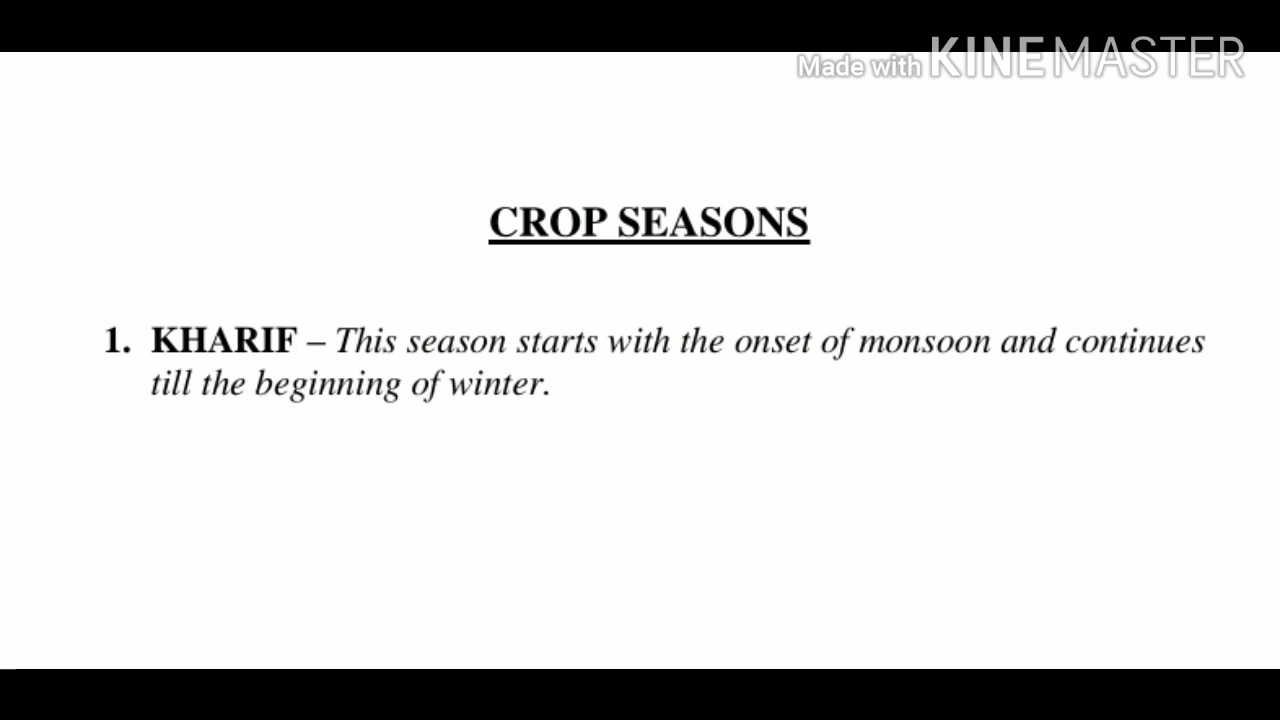 Made with KINEMASTER
CROP SEASONS
1. KHARIF – This season starts with the onset of monsoon and continues
till the beginning of winter.